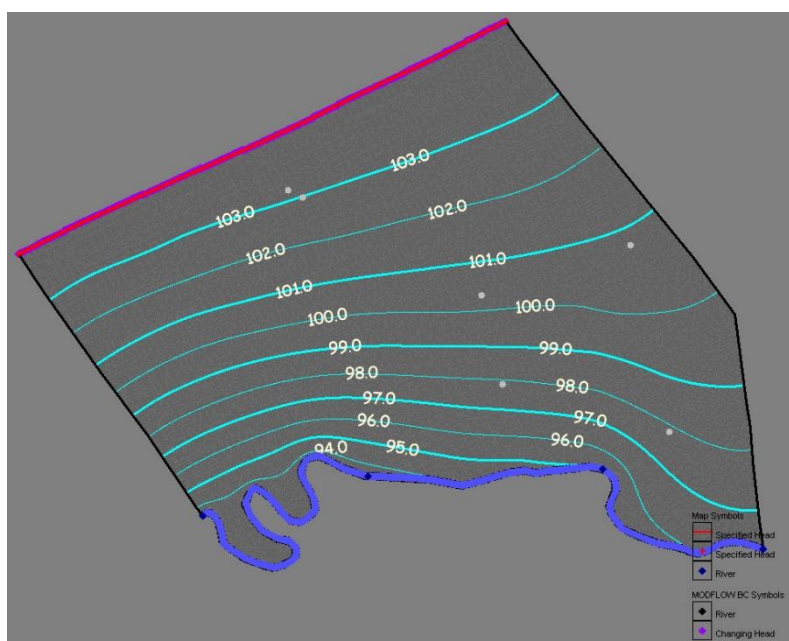 103.0
103.0
102.0
102.0
101.0
101.0
100.0
100.0
99.0
99.0
98.0
98.0
97.0
97.0
96.0
96.0
95.0
94.0
Map Symbols
Specified Head
Specified Head
River
MODFLOW BC Symbols
River
Changing Head